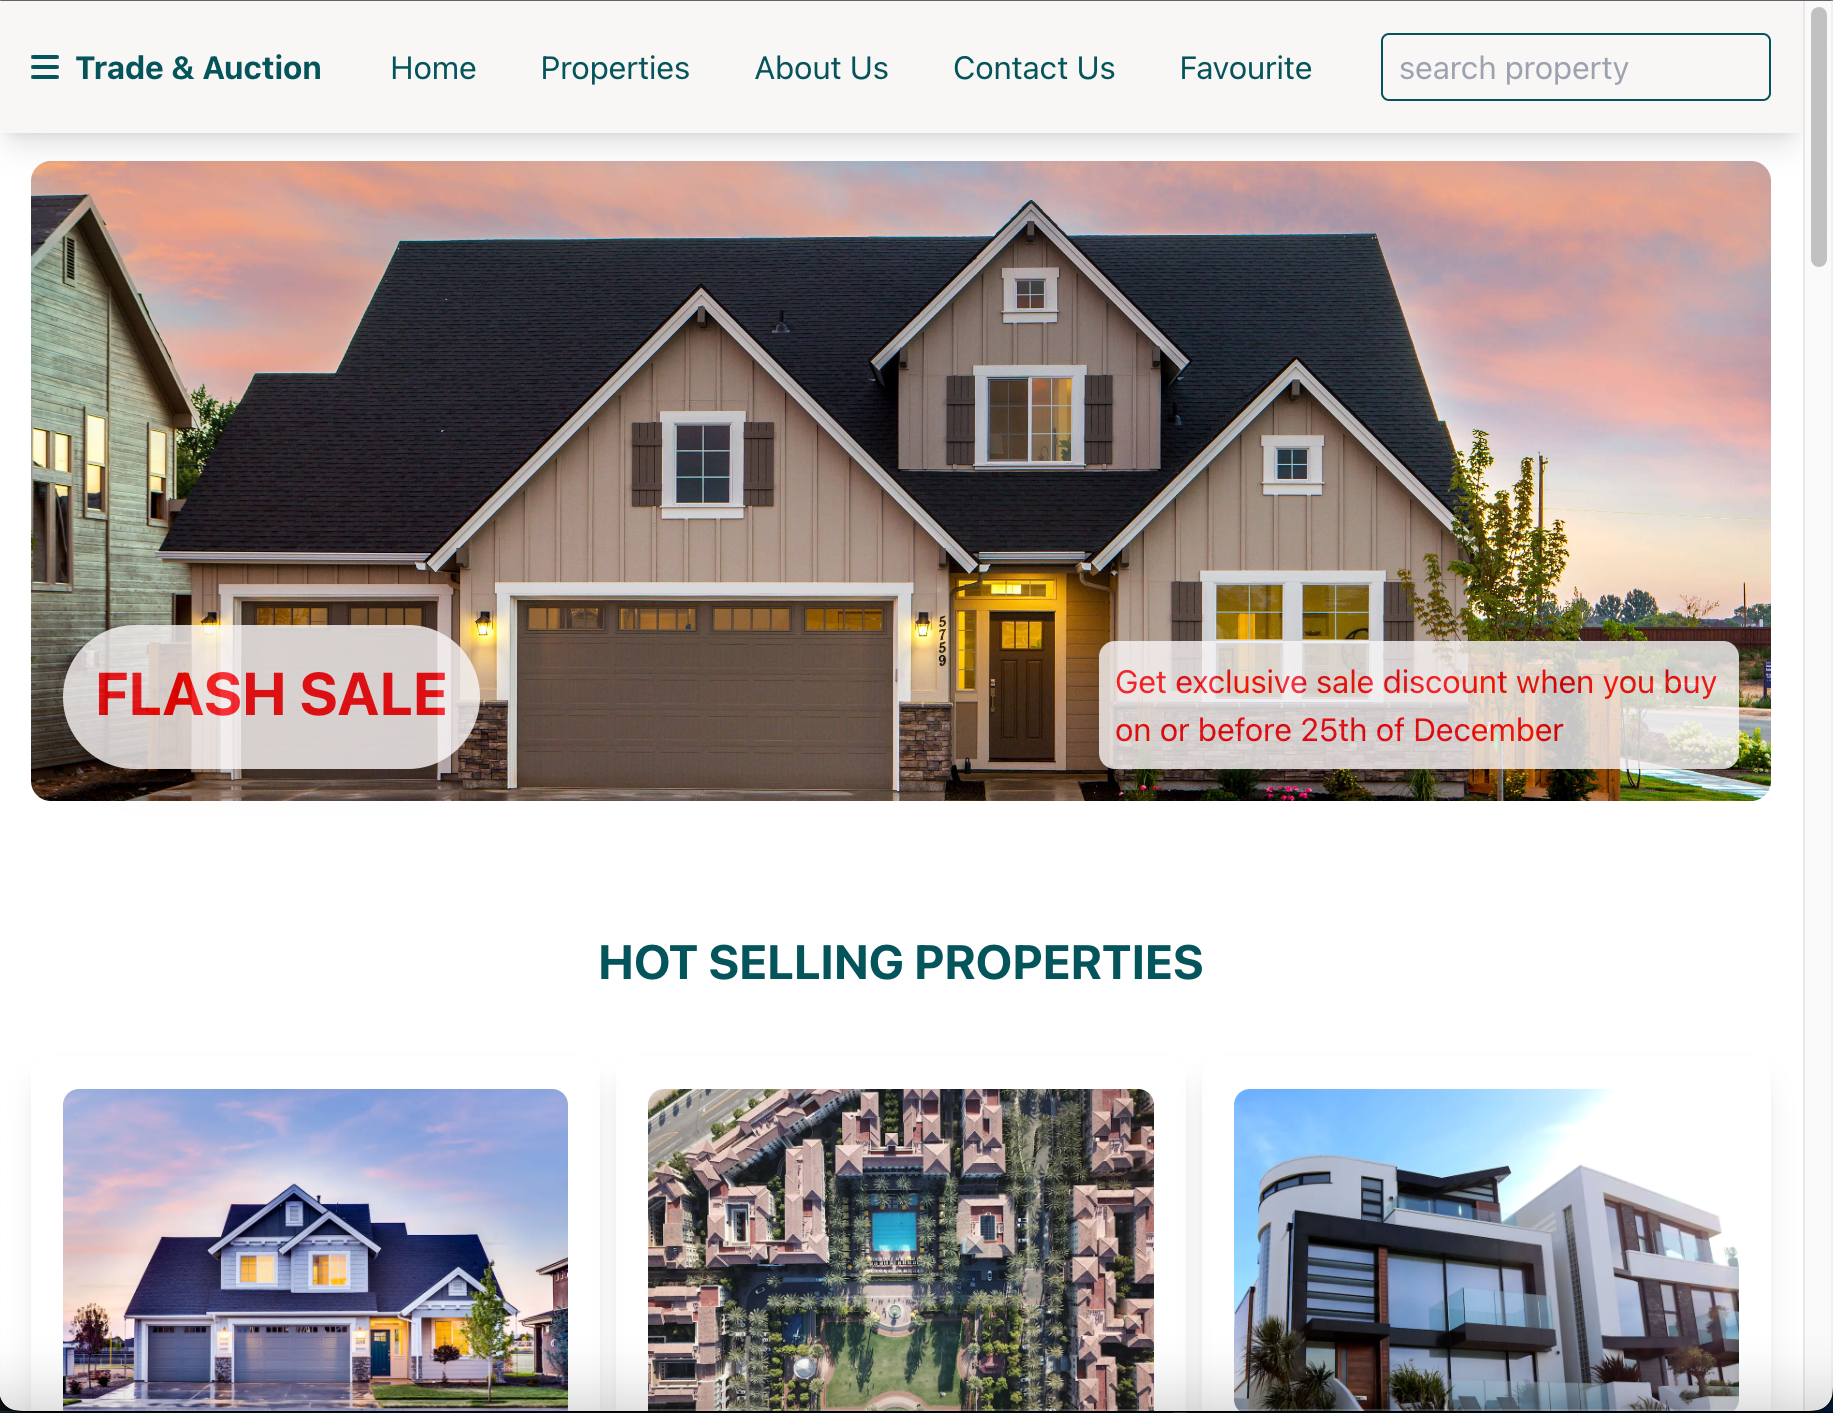 Trade & Auction
Home
Properties
About Us
Contact Us
Favourite
search property
5759
FLASH SALE
Get exclusive sale discount when you buy
on or before 25th of December
HOT SELLING PROPERTIES